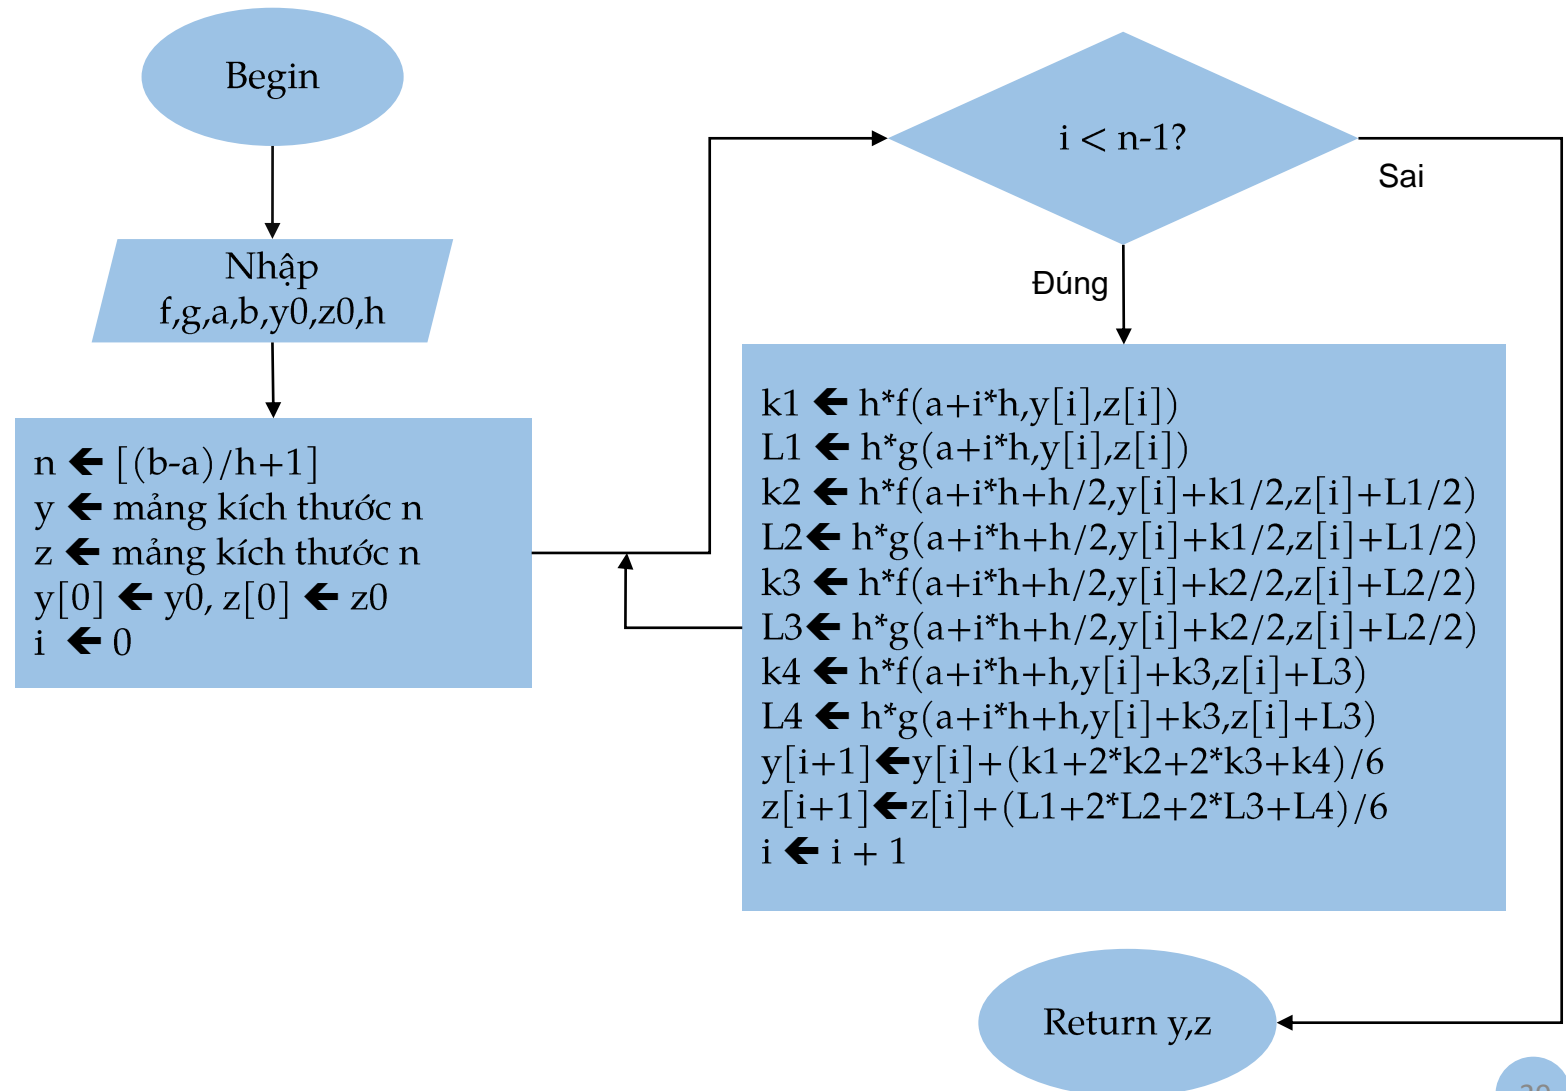 Begin
Nhập
f,g,a,b,y0,z0,h
n 🡸 [(b-a)/h+1]
y 🡸 mảng kích thước n
z 🡸 mảng kích thước n
y[0] 🡸 y0, z[0] 🡸 z0
i 🡸 0
i < n-1?
Sai
Đúng
k1 🡸 h*f(a+i*h,y[i],z[i])
L1 🡸 h*g(a+i*h,y[i],z[i])
k2 🡸 h*f(a+i*h+h/2,y[i]+k1/2,z[i]+L1/2)
L2🡸 h*g(a+i*h+h/2,y[i]+k1/2,z[i]+L1/2)
k3 🡸 h*f(a+i*h+h/2,y[i]+k2/2,z[i]+L2/2)
L3🡸 h*g(a+i*h+h/2,y[i]+k2/2,z[i]+L2/2)
k4 🡸 h*f(a+i*h+h,y[i]+k3,z[i]+L3)
L4 🡸 h*g(a+i*h+h,y[i]+k3,z[i]+L3)
y[i+1]🡸y[i]+(k1+2*k2+2*k3+k4)/6
z[i+1]🡸z[i]+(L1+2*L2+2*L3+L4)/6
i 🡸 i + 1
Return y,z